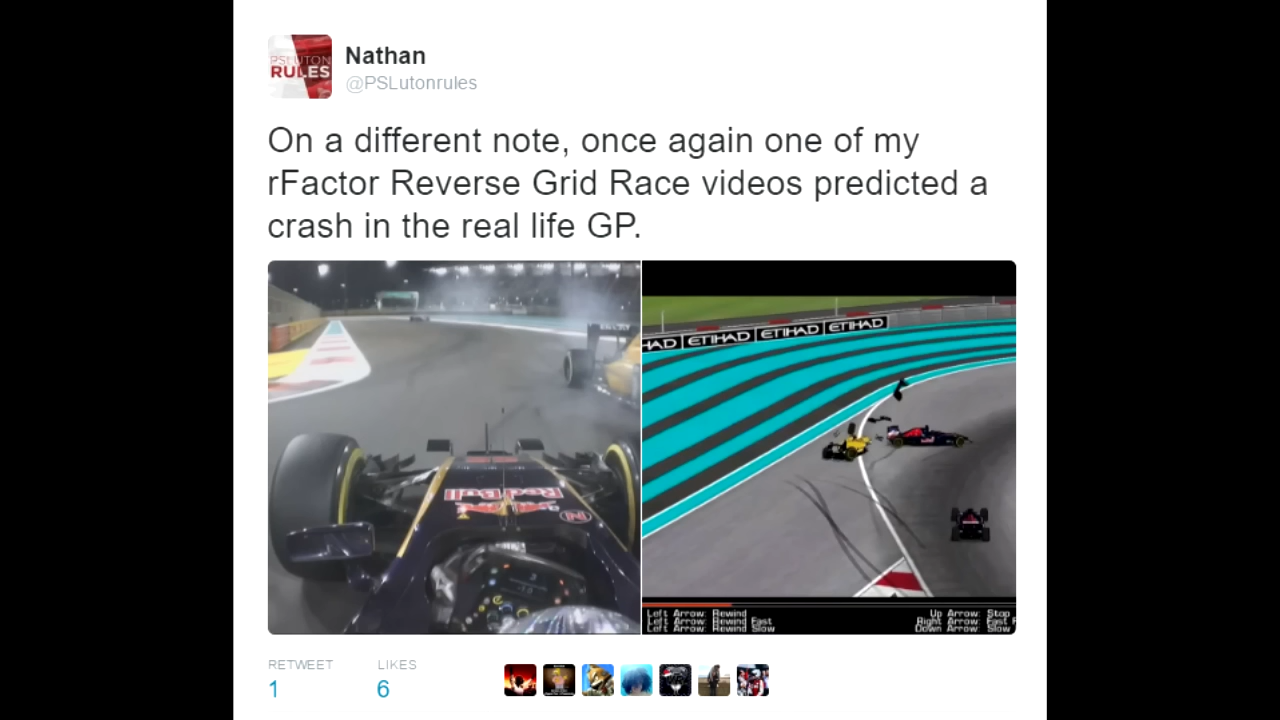 PSLUTON
RULES
Nathan
@PSLutonrules
On a different note, once again one of my
rFactor Reverse Grid Race videos predicted a
crash in the real life GP.
ETIHAD ETIHAD ETIHAD
Red Bull
Left Arrow: Rewind
Left Arrow: Rewind Fast
Left Arrow: Rewind Slow
Up Arrow: Stop
Right Arrow: Fast F
Down Arrow: Slow
RETWEET
1
LIKES
6